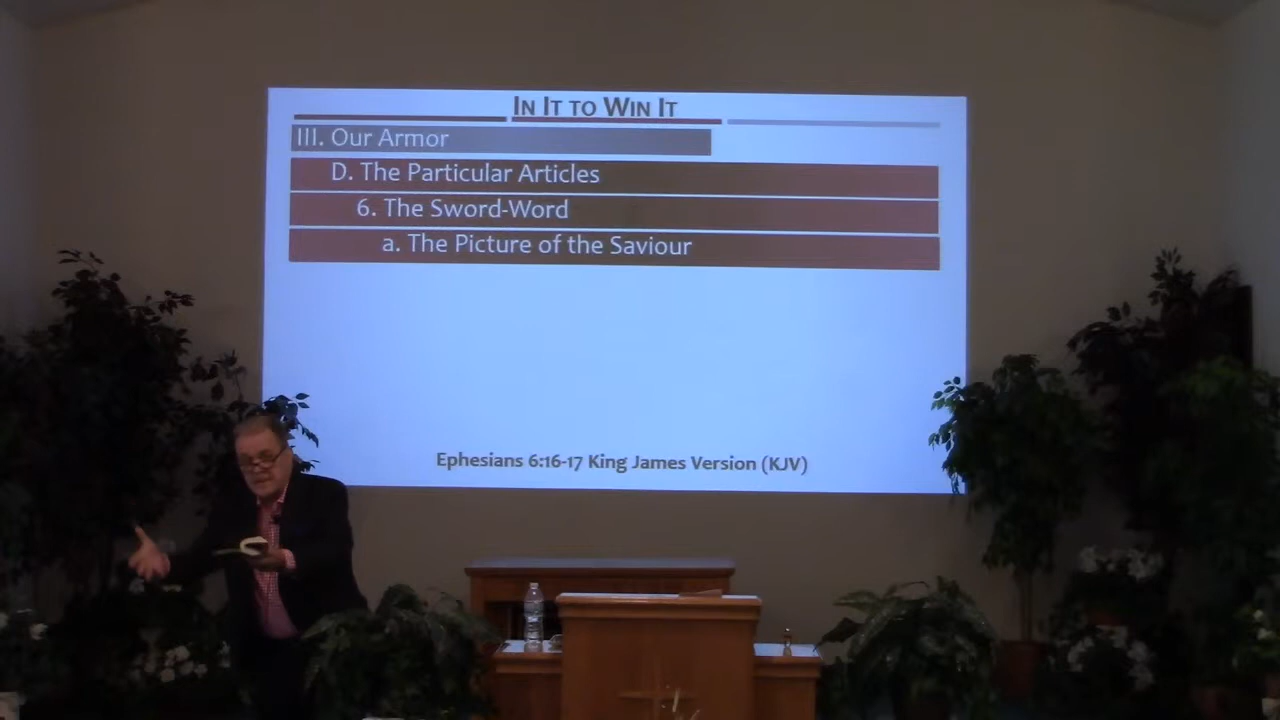 In It to Win It
III. Our Armor
D. The Particular Articles
6. The Sword-Word
a. The Picture of the Saviour
Ephesians 6:16-17 King James Version (KJV)